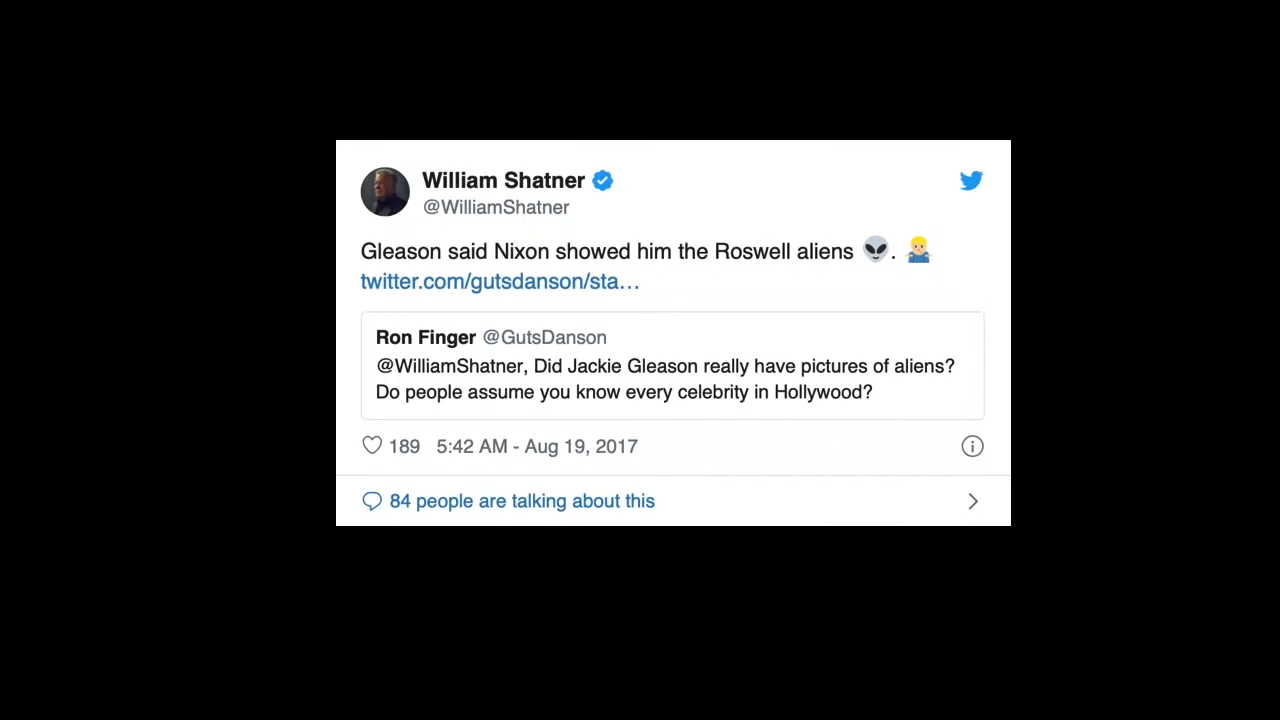 William Shatner
@WilliamShatner
Gleason said Nixon showed him the Roswell aliens 👽. 🤷🏼‍♂️
twitter.com/gutsdanson/sta…
Ron Finger @GutsDanson
@WilliamShatner, Did Jackie Gleason really have pictures of aliens?
Do people assume you know every celebrity in Hollywood?
189 5:42 AM - Aug 19, 2017
84 people are talking about this